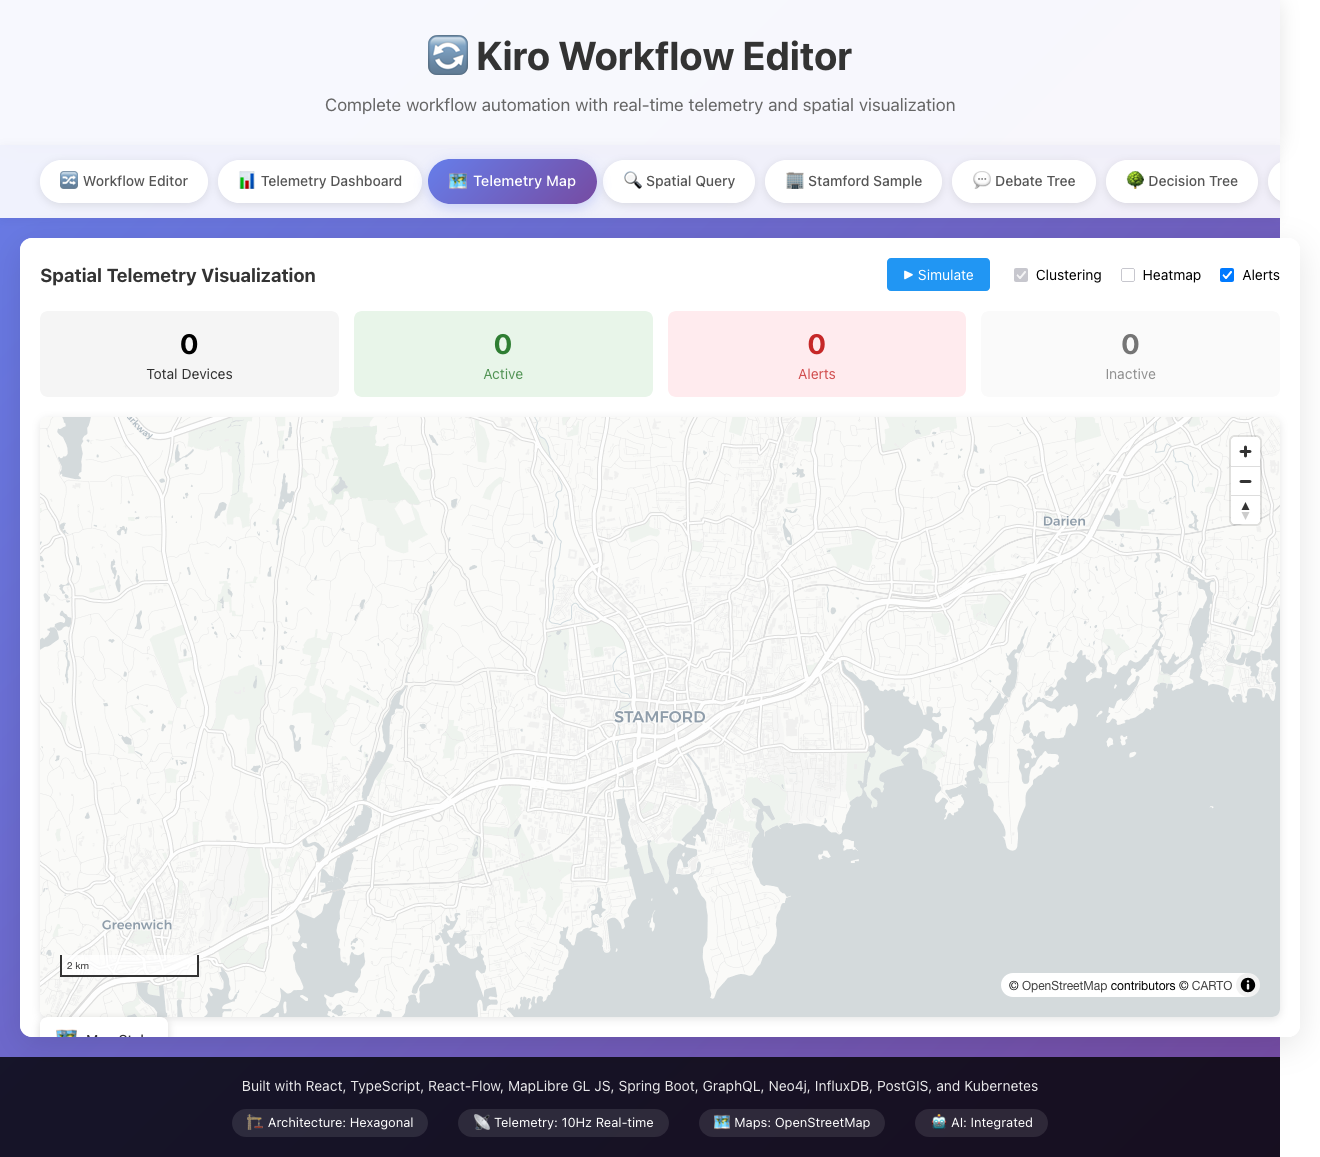 Kiro Workflow Editor
Complete workflow automation with real-time telemetry and spatial visualization
Workflow Editor
Telemetry Dashboard
Telemetry Map
Spatial Query
Stamford Sample
Debate Tree
Decision Tree
Spatial Telemetry Visualization
Simulate
Clustering
Heatmap
Alerts
0
Total Devices
0
Active
0
Alerts
0
Inactive
Darien
STAMFORD
Greenwich
2 km
© OpenStreetMap contributors © CARTO
Built with React, TypeScript, React-Flow, MapLibre GL JS, Spring Boot, GraphQL, Neo4j, InfluxDB, PostGIS, and Kubernetes
Architecture: Hexagonal
Telemetry: 10Hz Real-time
Maps: OpenStreetMap
AI: Integrated